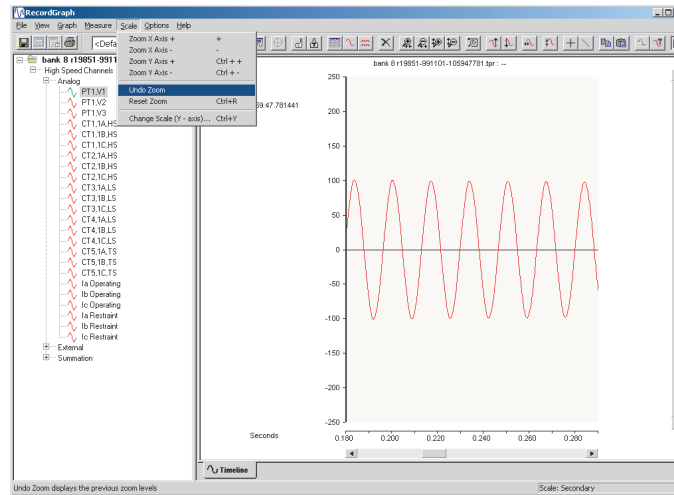 RecordGraph
File View Graph Measure Scale Options Help
Zoom X Axis + +
Zoom X Axis - -
Zoom Y Axis + Ctrl + +
Zoom Y Axis - Ctrl + -
Undo Zoom
Reset Zoom Ctrl+R
Change Scale (Y - axis)... Ctrl+Y
<Defa
bank 8 r19851-9911
High Speed Channels
Analog
PT1,V1
PT1,V2
PT1,V3
CT1,1A,HS
CT1,1B,HS
CT1,1C,HS
CT2,1A,HS
CT2,1B,HS
CT2,1C,HS
CT3,1A,LS
CT3,1B,LS
CT3,1C,LS
CT4,1A,LS
CT4,1B,LS
CT4,1C,LS
CT5,1A,TS
CT5,1B,TS
CT5,1C,TS
Ia Operating
Ib Operating
Ic Operating
Ia Restraint
Ib Restraint
Ic Restraint
External
Summation
bank 8 r19851-991101-105947781.tpr : --
59:47.781441
250
200
150
100
50
0
-50
-100
-150
-200
-250
Seconds
0.180 0.200 0.220 0.240 0.260 0.280
Timeline
Undo Zoom displays the previous zoom levels
Scale: Secondary